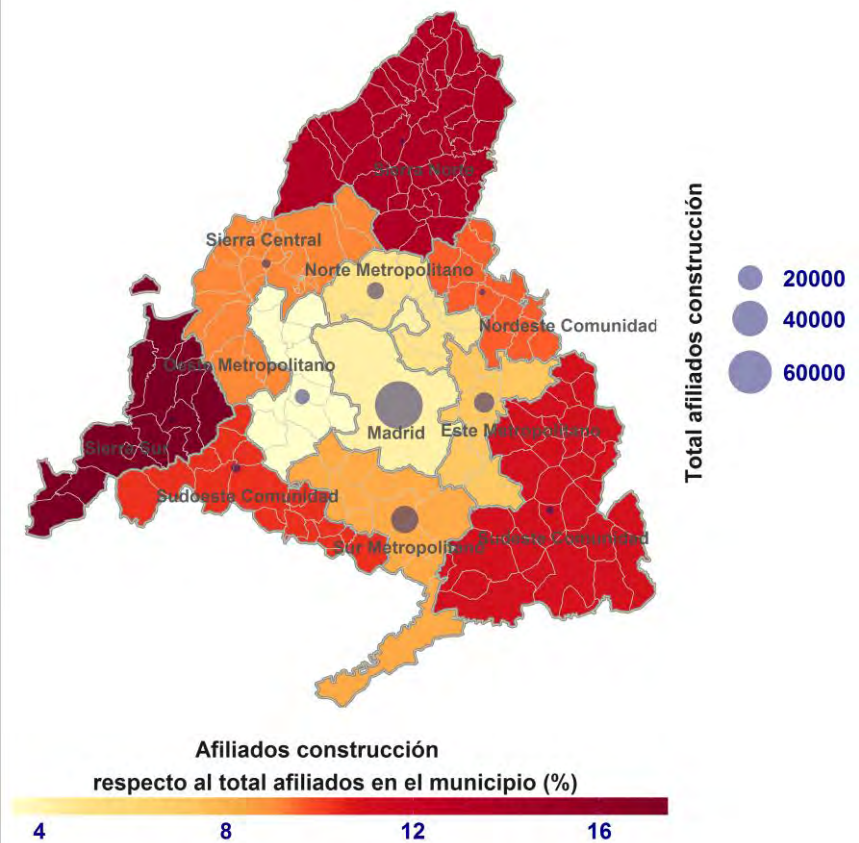 Sierra Norte
Sierra Central
Norte Metropolitano
Nordeste Comunidad
Oeste Metropolitano
Madrid
Este Metropolitano
Sierra Sur
Sudoeste Comunidad
Sur Metropolitano
Sudeste Comunidad
Total afiliados construcción
20000
40000
60000
Afiliados construcción
respecto al total afiliados en el municipio (%)
4 8 12 16